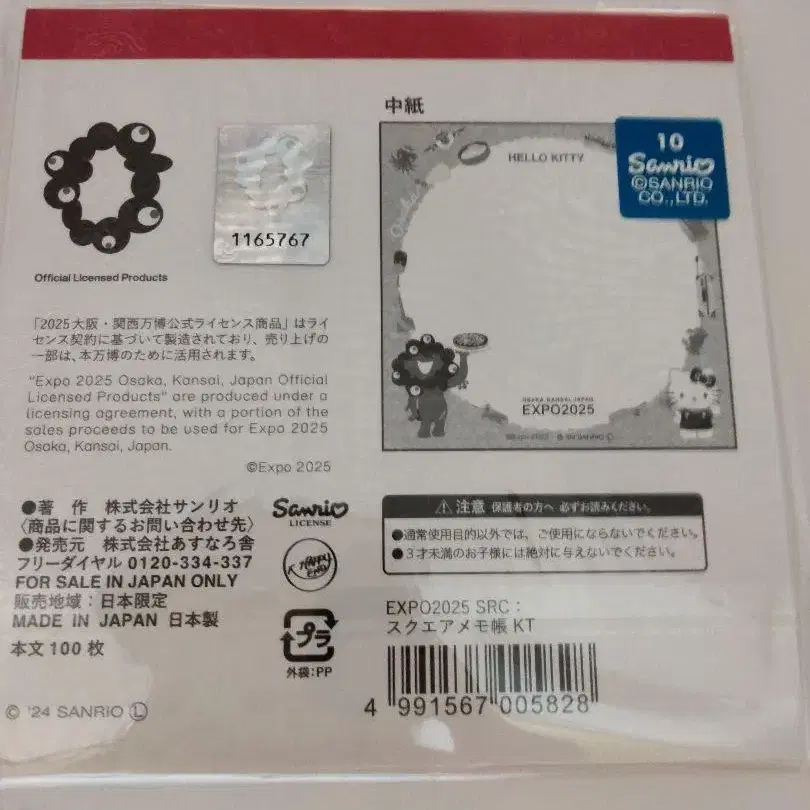 中紙
HELLO KITTY
10
Sanrio
©SANRIO
CO.,LTD.
1165767
Official Licensed Products
「2025大阪・関西万博公式ライセンス商品」はライ
センス契約に基づいて製造されており、売り上げの
一部は、本万博のために活用されます。
"Expo 2025 Osaka, Kansai, Japan Official
Licensed Products" are produced under a
licensing agreement, with a portion of the
sales proceeds to be used for Expo 2025
Osaka, Kansai, Japan.
©Expo 2025
OSAKA, KANSAI, JAPAN
EXPO2025
●著 作 株式会社サンリオ
〈商品に関するお問い合わせ先〉
●発売元 株式会社あすなろ舎
フリーダイヤル 0120-334-337
FOR SALE IN JAPAN ONLY
販売地域：日本限定
MADE IN JAPAN 日本製
本文100枚
© '24 SANRIO Ⓛ
Sanrio
LICENSE
HAPPY
END
プラ
外袋:PP
注意 保護者の方へ 必ずお読みください。
●通常使用目的以外では、ご使用にならないでください。
●3才未満のお子様には絶対に与えないでください。
EXPO2025 SRC：
スクエアメモ帳 KT
4 991567 005828